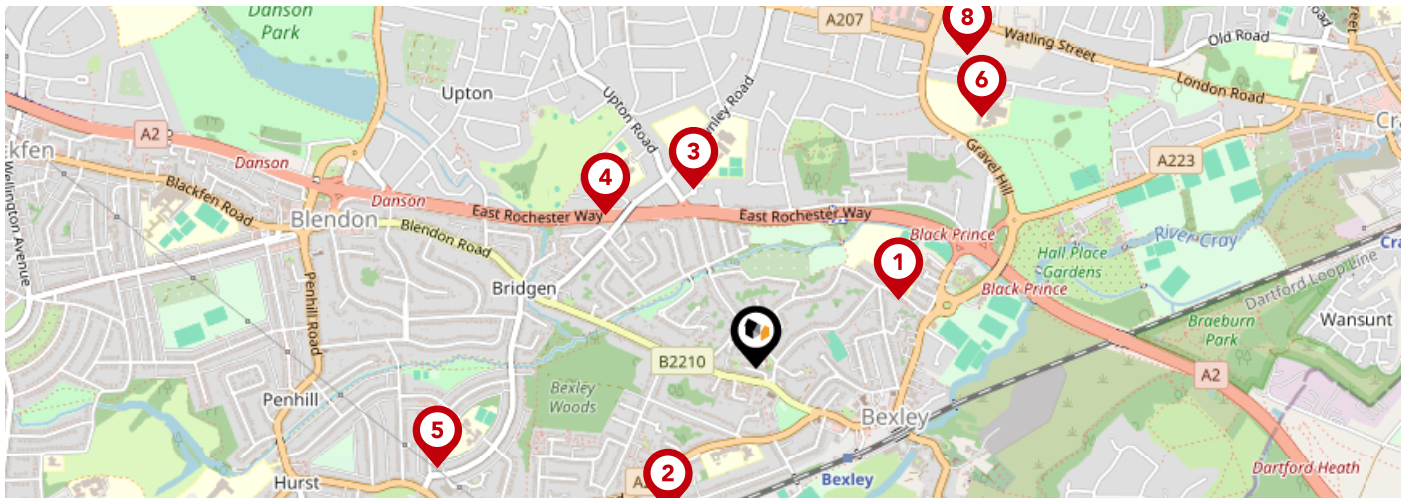 Danson
Park
A207
8
Watling Street
Old Road
London Road
Upton
6
Upton Road
A2
3
Gravel Hill
A223
Danson
4
Blackfen Road
Danson
East Rochester Way
East Rochester Way
Blendon
Blendon Road
Black Prince
River Cray
Wellington Avenue
1
Hall Place
Gardens
Dartford Loop Line
Bridgen
Black Prince
Penhill Road
Braeburn
Park
Wansunt
B2210
A2
Bexley
Woods
Penhill
Bexley
5
2
Dartford Heath
Hurst
Bexley